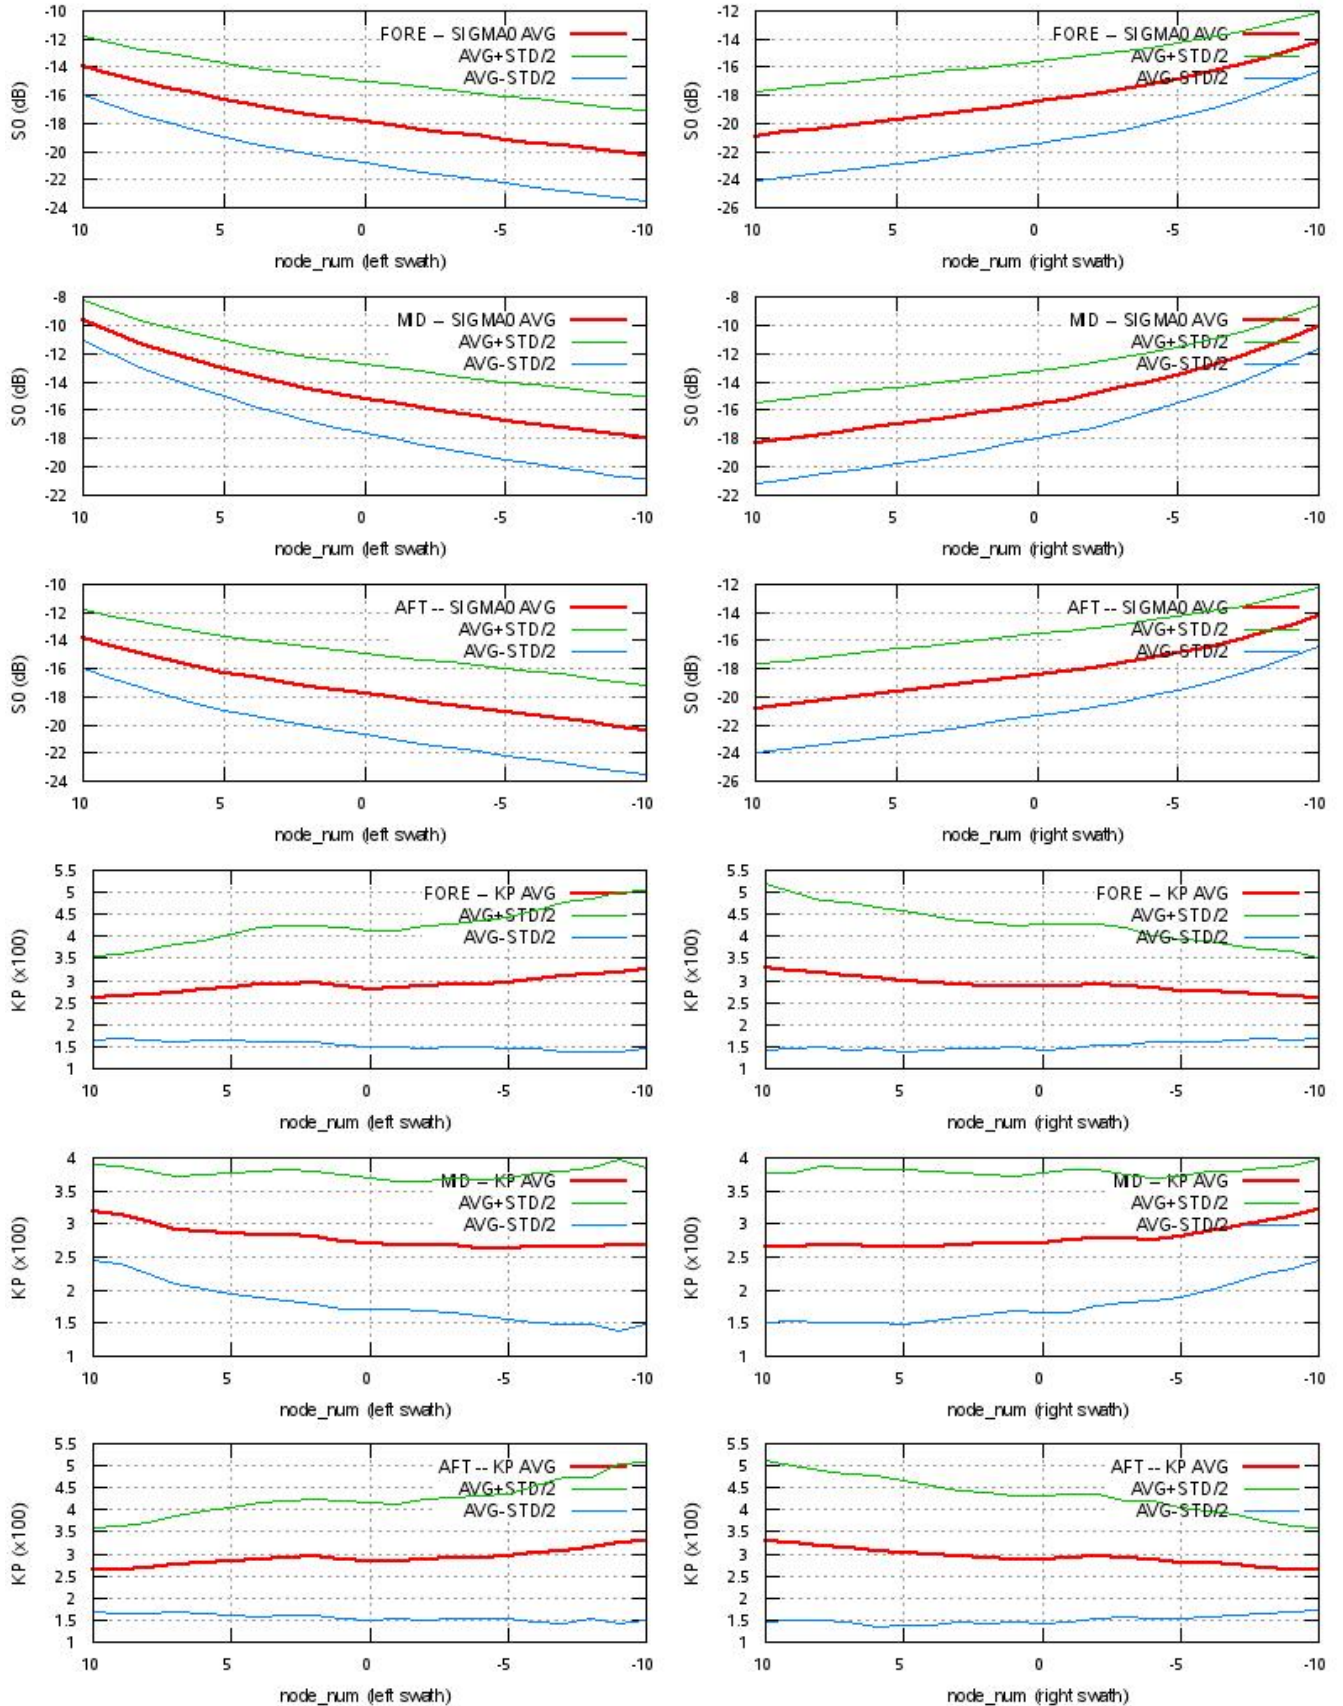 -10
-12
-14
-16
-18
-20
-22
-24
S0 (dB)
FORE -- SIGMA0 AVG
AVG+STD/2
AVG-STD/2
10 5 0 -5 -10
node_num (left swath)
-12
-14
-16
-18
-20
-22
-24
-26
S0 (dB)
FORE -- SIGMA0 AVG
AVG+STD/2
AVG-STD/2
10 5 0 -5 -10
node_num (right swath)
-8
-10
-12
-14
-16
-18
-20
-22
S0 (dB)
MID -- SIGMA0 AVG
AVG+STD/2
AVG-STD/2
10 5 0 -5 -10
node_num (left swath)
-8
-10
-12
-14
-16
-18
-20
-22
S0 (dB)
MID -- SIGMA0 AVG
AVG+STD/2
AVG-STD/2
10 5 0 -5 -10
node_num (right swath)
-10
-12
-14
-16
-18
-20
-22
-24
S0 (dB)
AFT -- SIGMA0 AVG
AVG+STD/2
AVG-STD/2
10 5 0 -5 -10
node_num (left swath)
-12
-14
-16
-18
-20
-22
-24
-26
S0 (dB)
AFT -- SIGMA0 AVG
AVG+STD/2
AVG-STD/2
10 5 0 -5 -10
node_num (right swath)
5.5
5
4.5
4
3.5
3
2.5
2
1.5
1
KP (x100)
FORE -- KP AVG
AVG+STD/2
AVG-STD/2
10 5 0 -5 -10
node_num (left swath)
5.5
5
4.5
4
3.5
3
2.5
2
1.5
1
KP (x100)
FORE -- KP AVG
AVG+STD/2
AVG-STD/2
10 5 0 -5 -10
node_num (right swath)
4
3.5
3
2.5
2
1.5
1
KP (x100)
MID -- KP AVG
AVG+STD/2
AVG-STD/2
10 5 0 -5 -10
node_num (left swath)
4
3.5
3
2.5
2
1.5
1
KP (x100)
MID -- KP AVG
AVG+STD/2
AVG-STD/2
10 5 0 -5 -10
node_num (right swath)
5.5
5
4.5
4
3.5
3
2.5
2
1.5
1
KP (x100)
AFT -- KP AVG
AVG+STD/2
AVG-STD/2
10 5 0 -5 -10
node_num (left swath)
5.5
5
4.5
4
3.5
3
2.5
2
1.5
1
KP (x100)
AFT -- KP AVG
AVG+STD/2
AVG-STD/2
10 5 0 -5 -10
node_num (right swath)